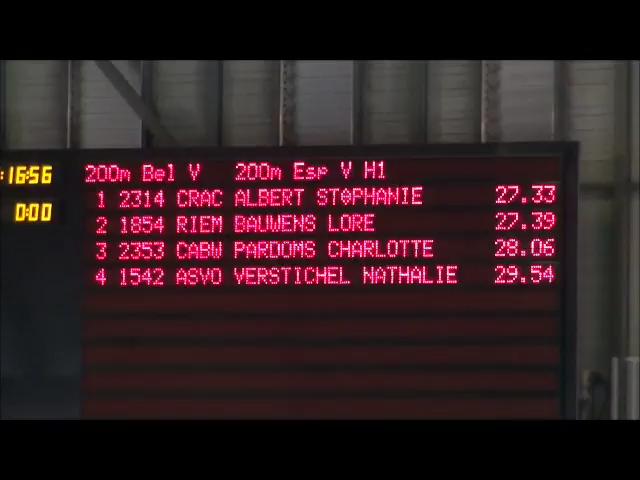 :16:56
0:00
200m Bel V 200m Esp V H1
1 2314 CRAC ALBERT STéPHANIE 27.33
2 1854 RIEM BAUWENS LORE 27.39
3 2353 CABW PARDOMS CHARLOTTE 28.06
4 1542 ASVO VERSTICHEL NATHALIE 29.54